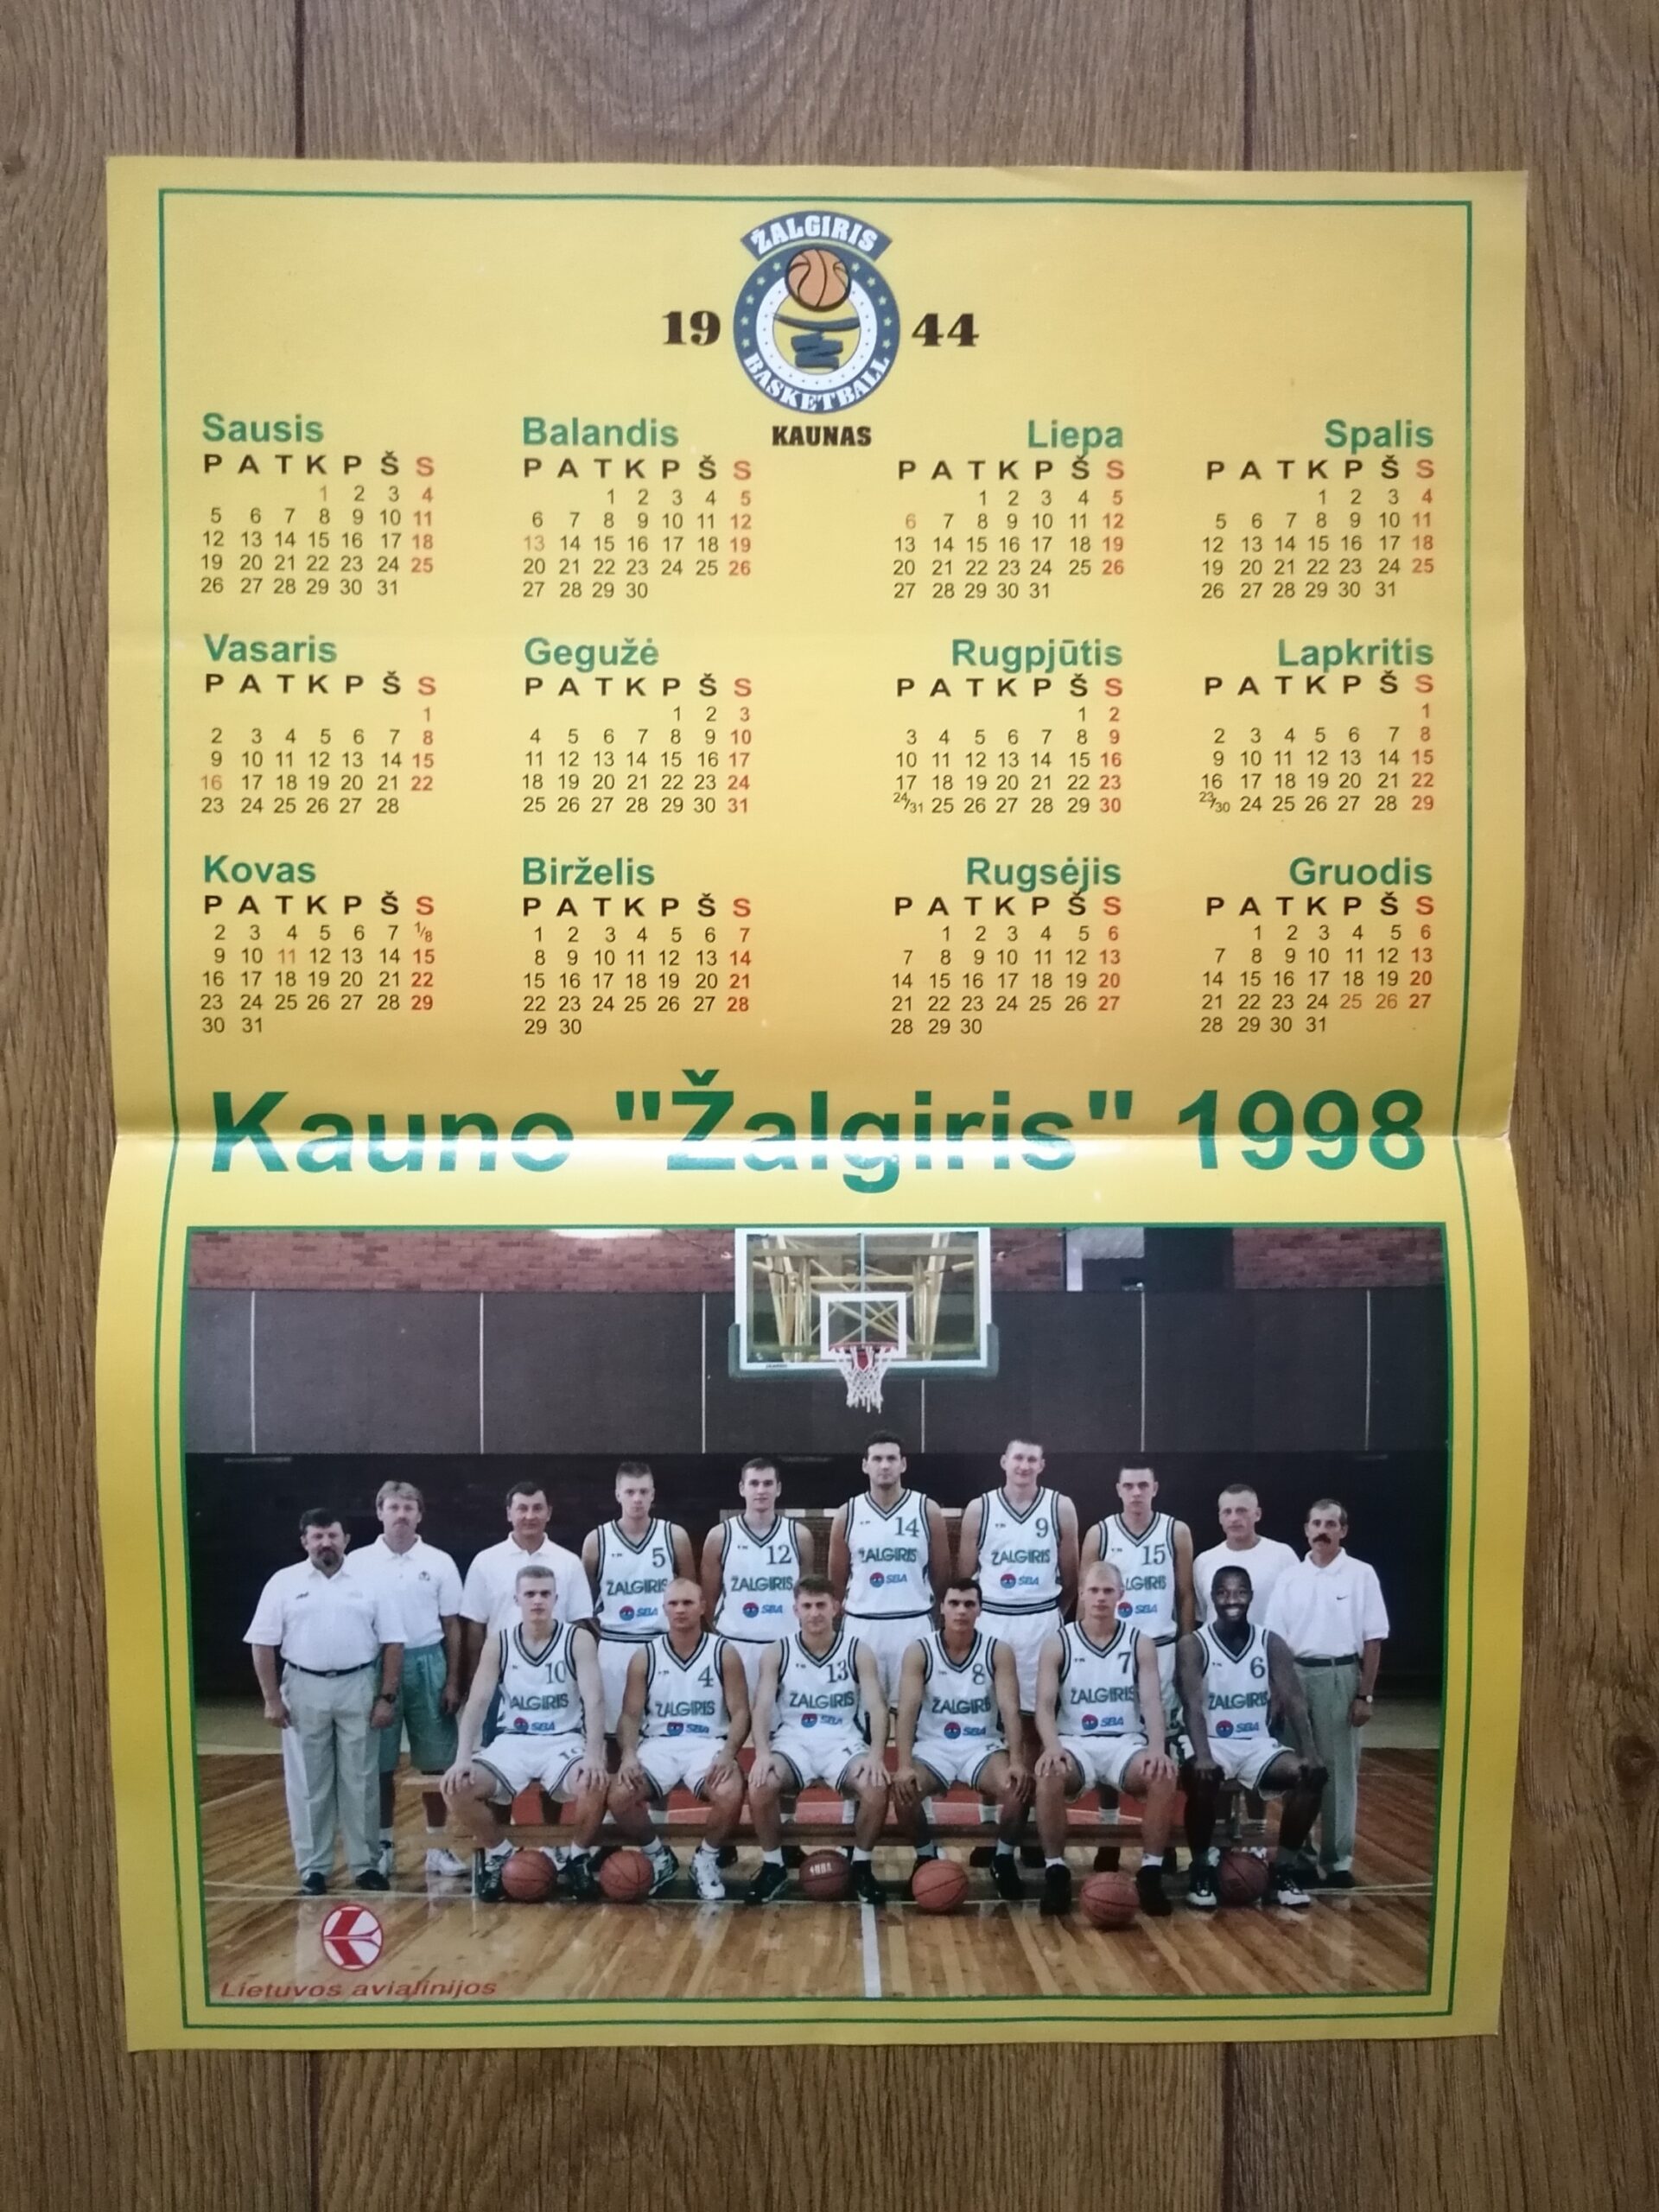 ŽALGIRIS
19 44
BASKETBALL
KAUNAS
Sausis
P A T K P Š S
1 2 3 4
5 6 7 8 9 10 11
12 13 14 15 16 17 18
19 20 21 22 23 24 25
26 27 28 29 30 31
Balandis
P A T K P Š S
1 2 3 4 5
6 7 8 9 10 11 12
13 14 15 16 17 18 19
20 21 22 23 24 25 26
27 28 29 30
Liepa
P A T K P Š S
1 2 3 4 5
6 7 8 9 10 11 12
13 14 15 16 17 18 19
20 21 22 23 24 25 26
27 28 29 30 31
Spalis
P A T K P Š S
1 2 3 4
5 6 7 8 9 10 11
12 13 14 15 16 17 18
19 20 21 22 23 24 25
26 27 28 29 30 31
Vasaris
P A T K P Š S
1
2 3 4 5 6 7 8
9 10 11 12 13 14 15
16 17 18 19 20 21 22
23 24 25 26 27 28
Gegužė
P A T K P Š S
1 2 3
4 5 6 7 8 9 10
11 12 13 14 15 16 17
18 19 20 21 22 23 24
25 26 27 28 29 30 31
Rugpjūtis
P A T K P Š S
1 2
3 4 5 6 7 8 9
10 11 12 13 14 15 16
17 18 19 20 21 22 23
24/31 25 26 27 28 29 30
Lapkritis
P A T K P Š S
1
2 3 4 5 6 7 8
9 10 11 12 13 14 15
16 17 18 19 20 21 22
23/30 24 25 26 27 28 29
Kovas
P A T K P Š S
2 3 4 5 6 7 1/8
9 10 11 12 13 14 15
16 17 18 19 20 21 22
23 24 25 26 27 28 29
30 31
Birželis
P A T K P Š S
1 2 3 4 5 6 7
8 9 10 11 12 13 14
15 16 17 18 19 20 21
22 23 24 25 26 27 28
29 30
Rugsėjis
P A T K P Š S
1 2 3 4 5 6
7 8 9 10 11 12 13
14 15 16 17 18 19 20
21 22 23 24 25 26 27
28 29 30
Gruodis
P A T K P Š S
1 2 3 4 5 6
7 8 9 10 11 12 13
14 15 16 17 18 19 20
21 22 23 24 25 26 27
28 29 30 31
Kauno "Žalgiris" 1998
5
ŽALGIRIS
SBA
12
ŽALGIRIS
SBA
14
ŽALGIRIS
SBA
9
ŽALGIRIS
SBA
15
LGIRIS
SBA
10
ALGIRIS
SBA
4
ŽALGIRIS
SBA
13
ŽALGIRIS
SBA
8
ŽALGIRIS
SBA
7
ŽALGIRIS
SBA
6
ŽALGIRIS
SBA
Lietuvos avialinijos